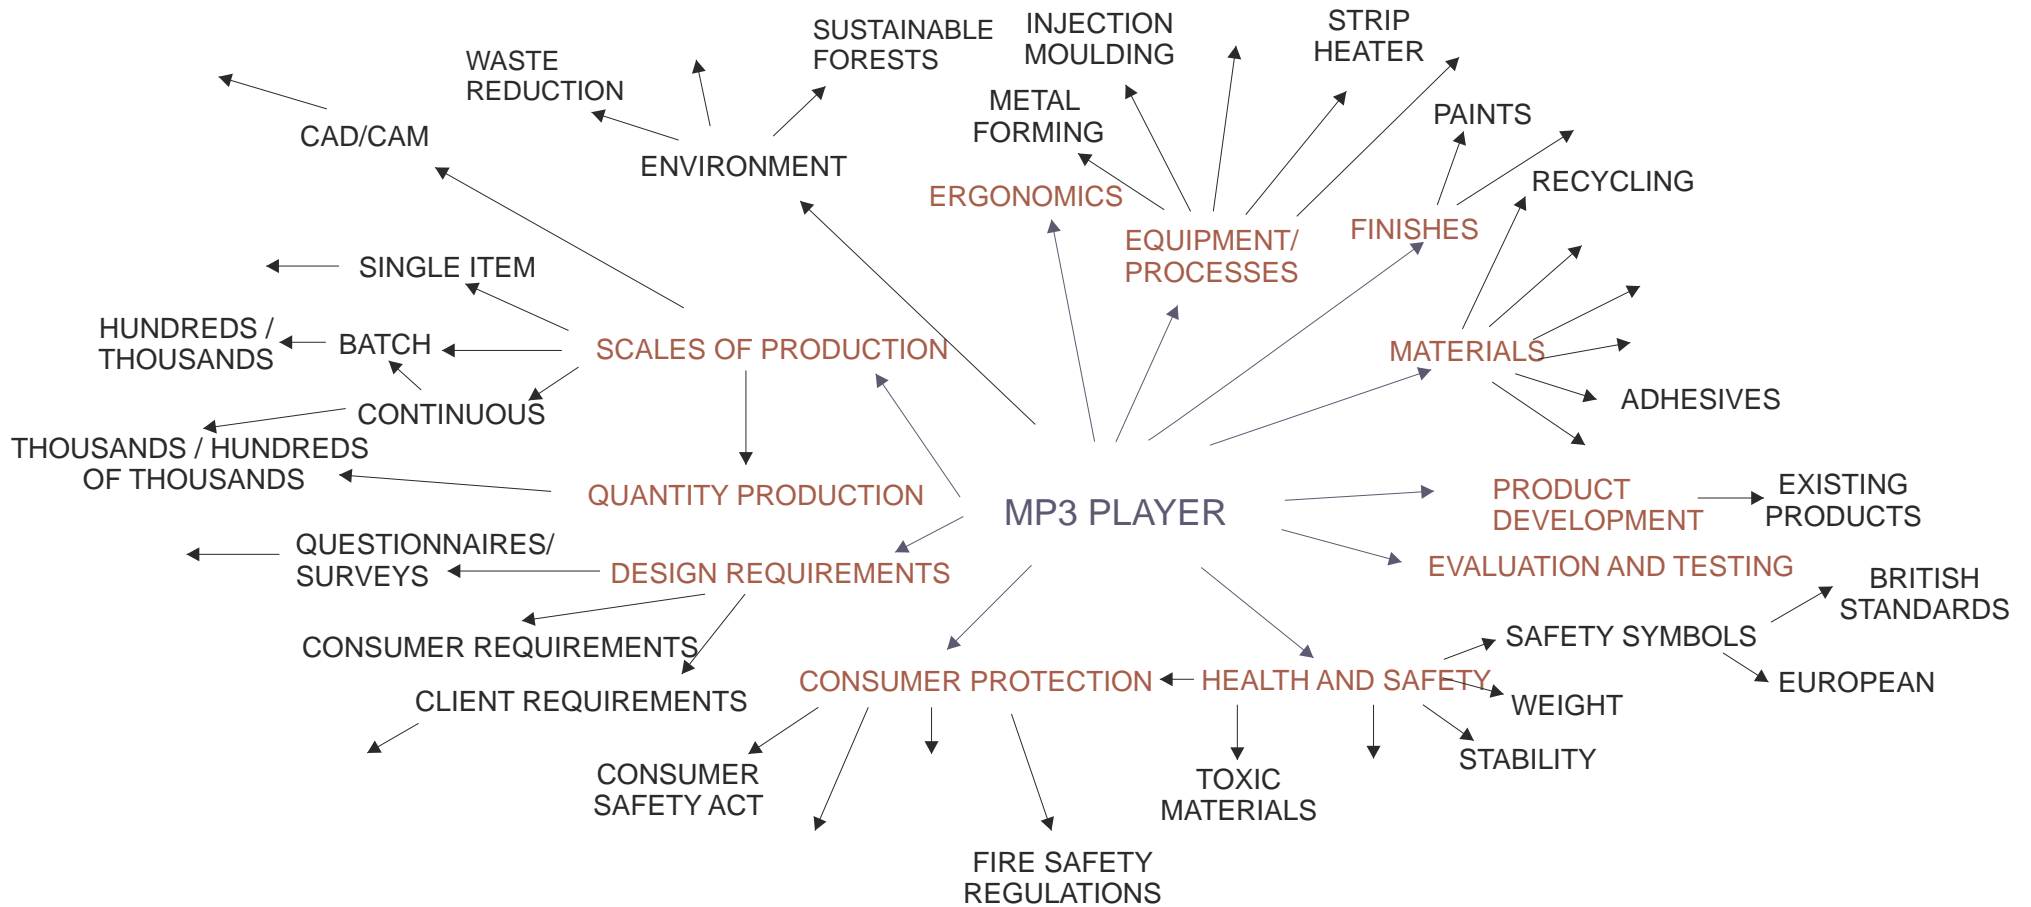 SUSTAINABLE
FORESTS
INJECTION
MOULDING
STRIP
HEATER
WASTE
REDUCTION
METAL
FORMING
PAINTS
CAD/CAM
ENVIRONMENT
ERGONOMICS
RECYCLING
EQUIPMENT/
PROCESSES
FINISHES
SINGLE ITEM
HUNDREDS /
THOUSANDS
BATCH
SCALES OF PRODUCTION
MATERIALS
CONTINUOUS
ADHESIVES
THOUSANDS / HUNDREDS
OF THOUSANDS
QUANTITY PRODUCTION
MP3 PLAYER
PRODUCT
DEVELOPMENT
EXISTING
PRODUCTS
QUESTIONNAIRES/
SURVEYS
DESIGN REQUIREMENTS
EVALUATION AND TESTING
BRITISH
STANDARDS
CONSUMER REQUIREMENTS
SAFETY SYMBOLS
CONSUMER PROTECTION
HEALTH AND SAFETY
EUROPEAN
CLIENT REQUIREMENTS
WEIGHT
STABILITY
CONSUMER
SAFETY ACT
TOXIC
MATERIALS
FIRE SAFETY
REGULATIONS